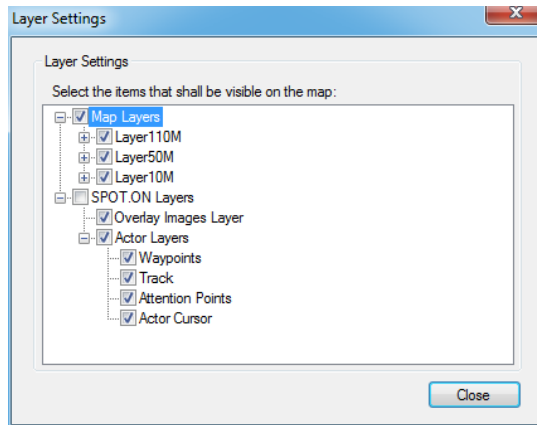 Layer Settings
Layer Settings
Select the items that shall be visible on the map:
Map Layers
Layer110M
Layer50M
Layer10M
SPOT.ON Layers
Overlay Images Layer
Actor Layers
Waypoints
Track
Attention Points
Actor Cursor
Close